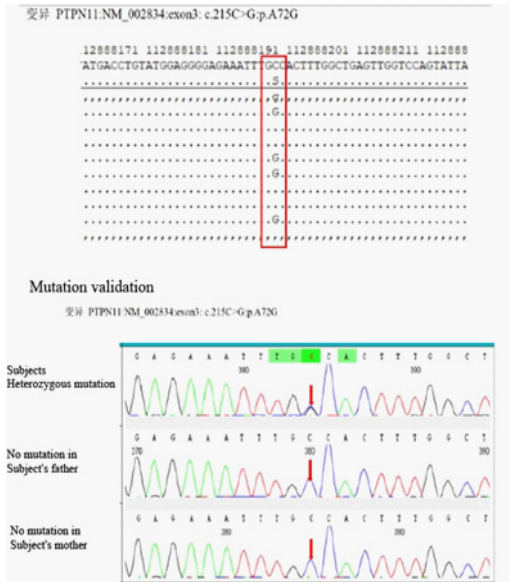 变异 PTPN11:NM_002834:exon3: c.215C>G:p.A72G
112888171 112888181 112888191 112888201 112888211 112888
ATGACCTGTATGGAGGGGAGAAATTTGCCACTTTGGCTGAGTTGGTCCAGTATTA
S
g
G
G
G
G
Mutation validation
变异 PTPN11:NM_002834:exon3: c.215C>G:p.A72G
Subjects
Heterozygous mutation
G A G A A A T T T G C C A C T T T G G C T
380 390
No mutation in
Subject's father
G A G A A A T T T G C C A C T T T G G C T
370 380 390
No mutation in
Subject's mother
G A G A A A T T T G C C A C T T T G G C T
380 390